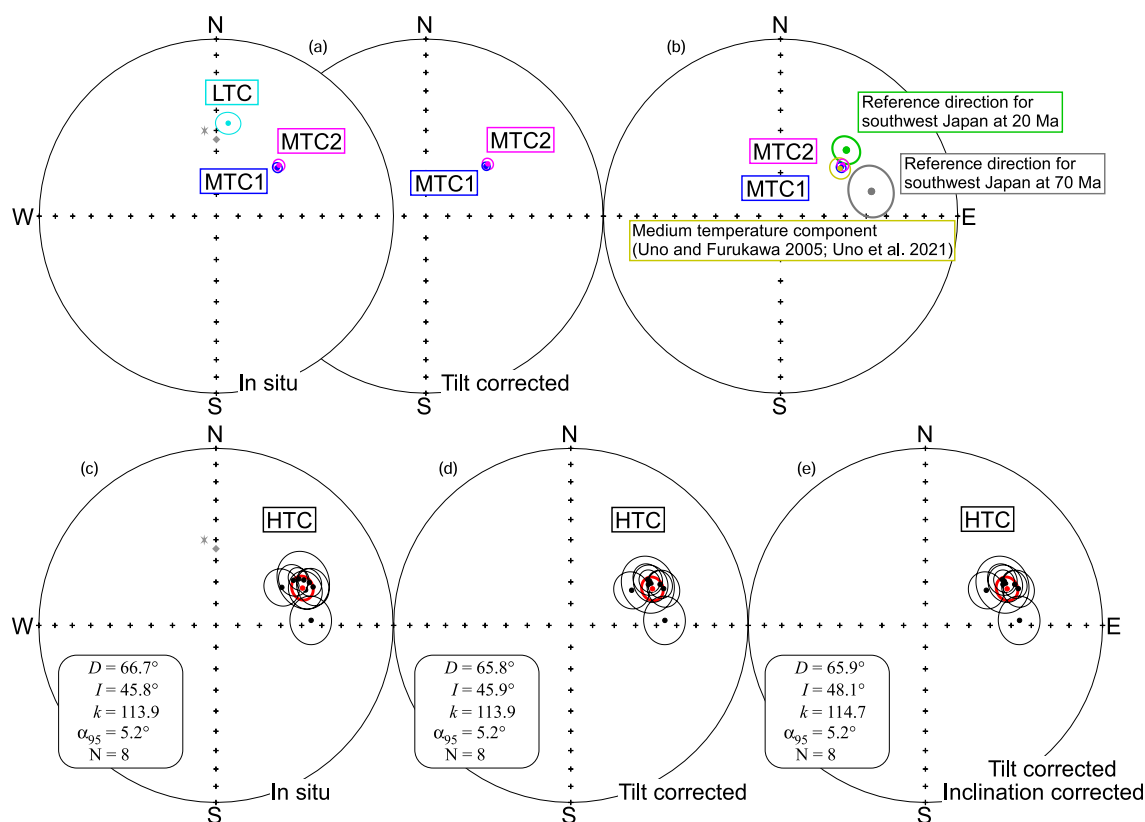 N
N
N
(a)
(b)
LTC
MTC2
MTC1
MTC2
MTC1
Reference direction for
southwest Japan at 20 Ma
MTC2
MTC1
Reference direction for
southwest Japan at 70 Ma
W
E
Medium temperature component
(Uno and Furukawa 2005; Uno et al. 2021)
In situ
Tilt corrected
S
S
S
N
N
N
(c)
(d)
(e)
HTC
HTC
HTC
W
E
D = 66.7°
I = 45.8°
k = 113.9
α95 = 5.2°
N = 8
In situ
S
D = 65.8°
I = 45.9°
k = 113.9
α95 = 5.2°
N = 8
Tilt corrected
S
D = 65.9°
I = 48.1°
k = 114.7
α95 = 5.2°
N = 8
Tilt corrected
Inclination corrected
S